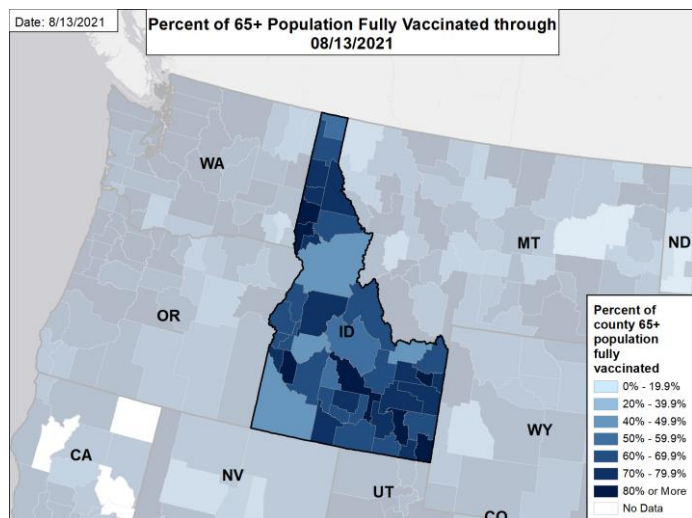 Date: 8/13/2021
Percent of 65+ Population Fully Vaccinated through
08/13/2021
WA
MT
ND
OR
ID
WY
CA
NV
UT
CO
Percent of
county 65+
population
fully
vaccinated
0% - 19.9%
20% - 39.9%
40% - 49.9%
50% - 59.9%
60% - 69.9%
70% - 79.9%
80% or More
No Data